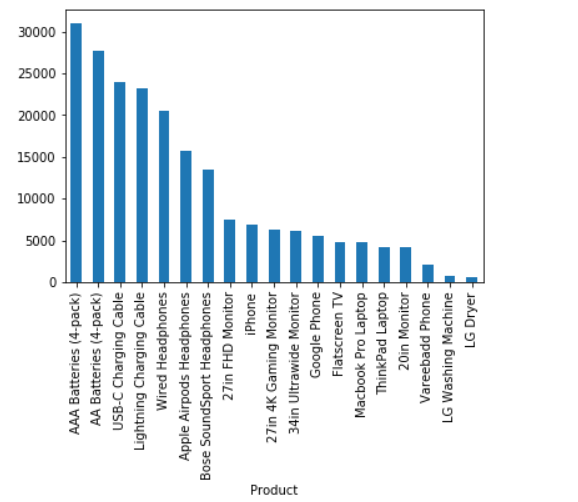 30000
25000
20000
15000
10000
5000
0
AAA Batteries (4-pack)
AA Batteries (4-pack)
USB-C Charging Cable
Lightning Charging Cable
Wired Headphones
Apple Airpods Headphones
Bose SoundSport Headphones
27in FHD Monitor
iPhone
27in 4K Gaming Monitor
34in Ultrawide Monitor
Google Phone
Flatscreen TV
Macbook Pro Laptop
ThinkPad Laptop
20in Monitor
Vareebadd Phone
LG Washing Machine
LG Dryer
Product